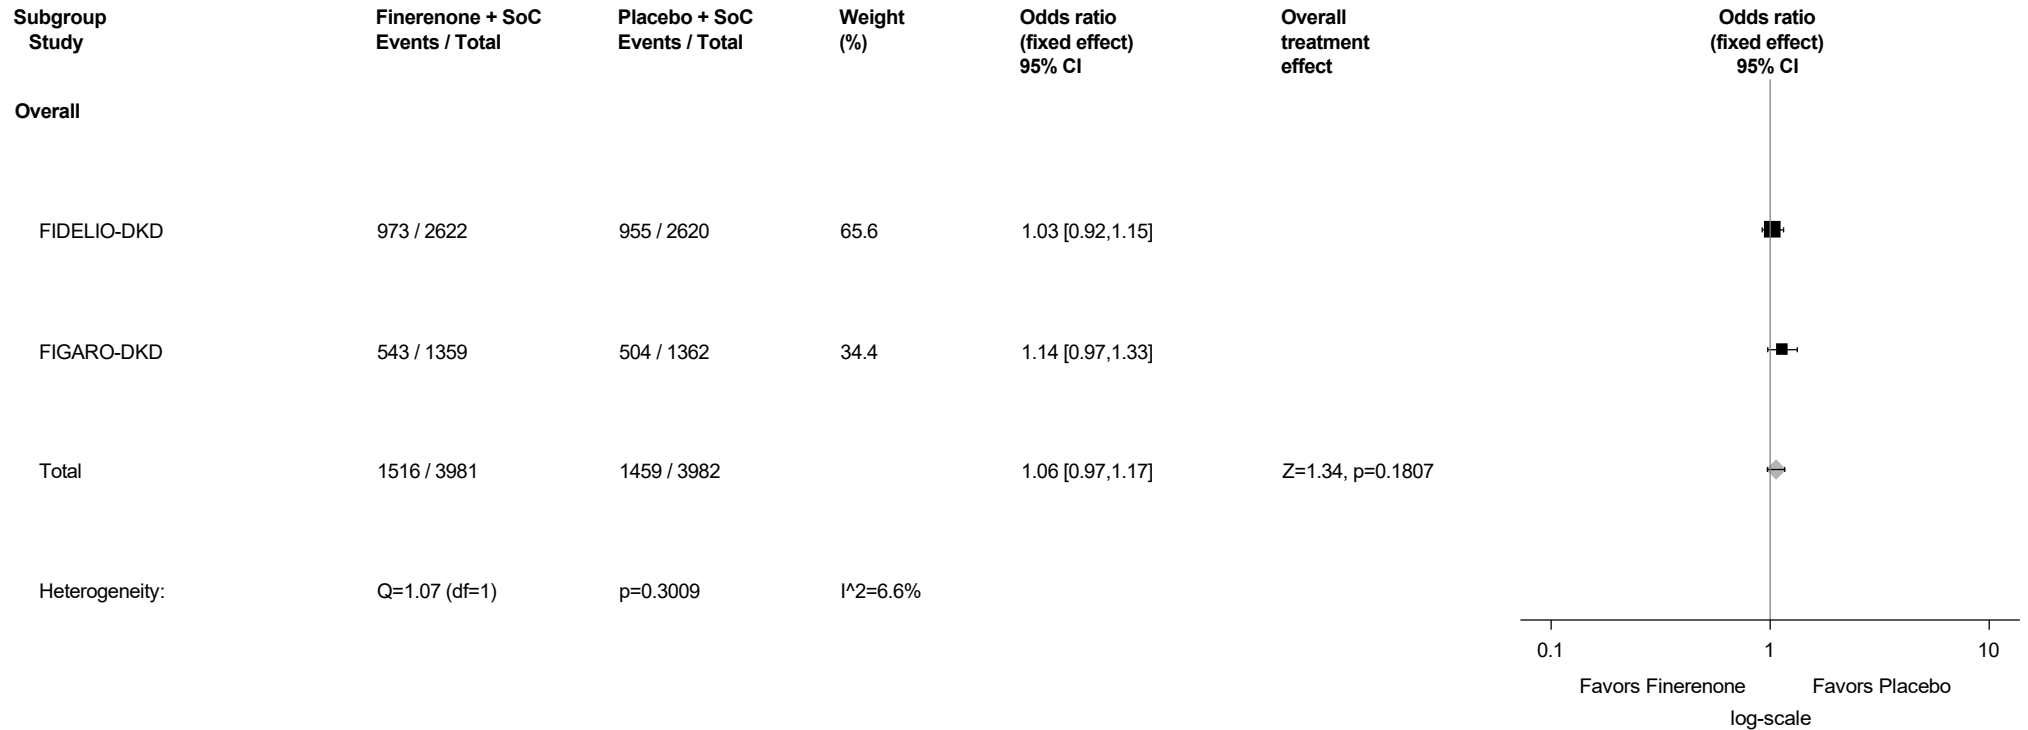 Subgroup Finerenone + SoC Placebo + SoC Weight Odds ratio Overall Odds ratio
Study Events / Total Events / Total (%) (fixed effect) treatment (fixed effect)
95% CI effect 95% CI
Overall
FIDELIO-DKD 973 / 2622 955 / 2620 65.6 1.03 [0.92,1.15]
FIGARO-DKD 543 / 1359 504 / 1362 34.4 1.14 [0.97,1.33]
Total 1516 / 3981 1459 / 3982 1.06 [0.97,1.17] Z=1.34, p=0.1807
Heterogeneity: Q=1.07 (df=1) p=0.3009 I^2=6.6%
0.1 1 10
Favors Finerenone Favors Placebo
log-scale